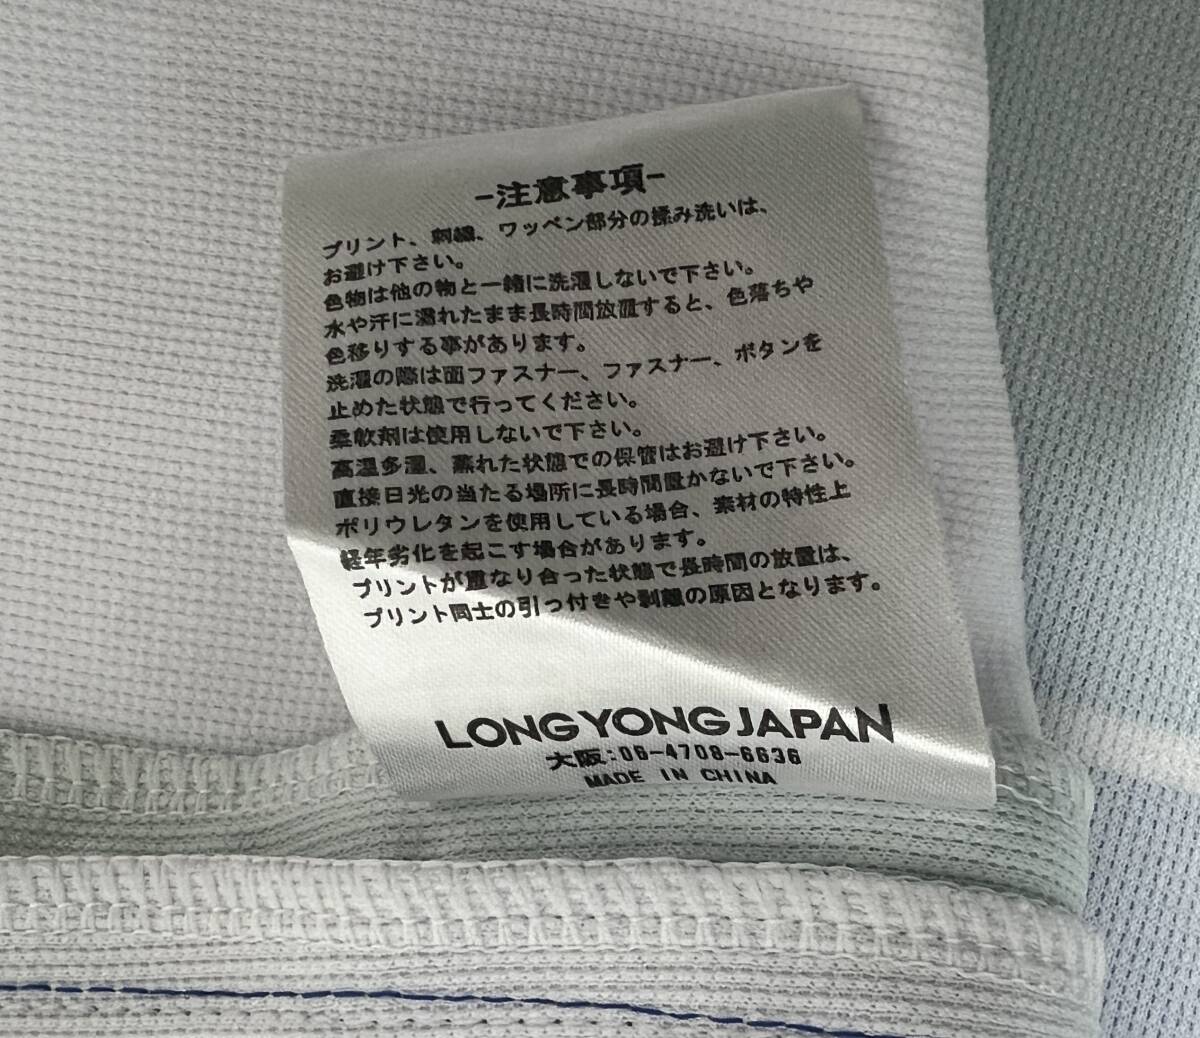 -注意事項-
プリント、刺繍、ワッペン部分の揉み洗いは、
お避け下さい。
色物は他の物と一緒に洗濯しないで下さい。
水や汗に濡れたまま長時間放置すると、色落ちや
色移りする事があります。
洗濯の際は面ファスナー、ファスナー、ボタンを
止めた状態で行ってください。
柔軟剤は使用しないで下さい。
高温多湿、蒸れた状態での保管はお避け下さい。
直接日光の当たる場所に長時間置かないで下さい。
ポリウレタンを使用している場合、素材の特性上
経年劣化を起こす場合があります。
プリントが重なり合った状態で長時間の放置は、
プリント同士の引っ付きや剥離の原因となります。
LONG YONG JAPAN
大阪:06-4708-6636
MADE IN CHINA